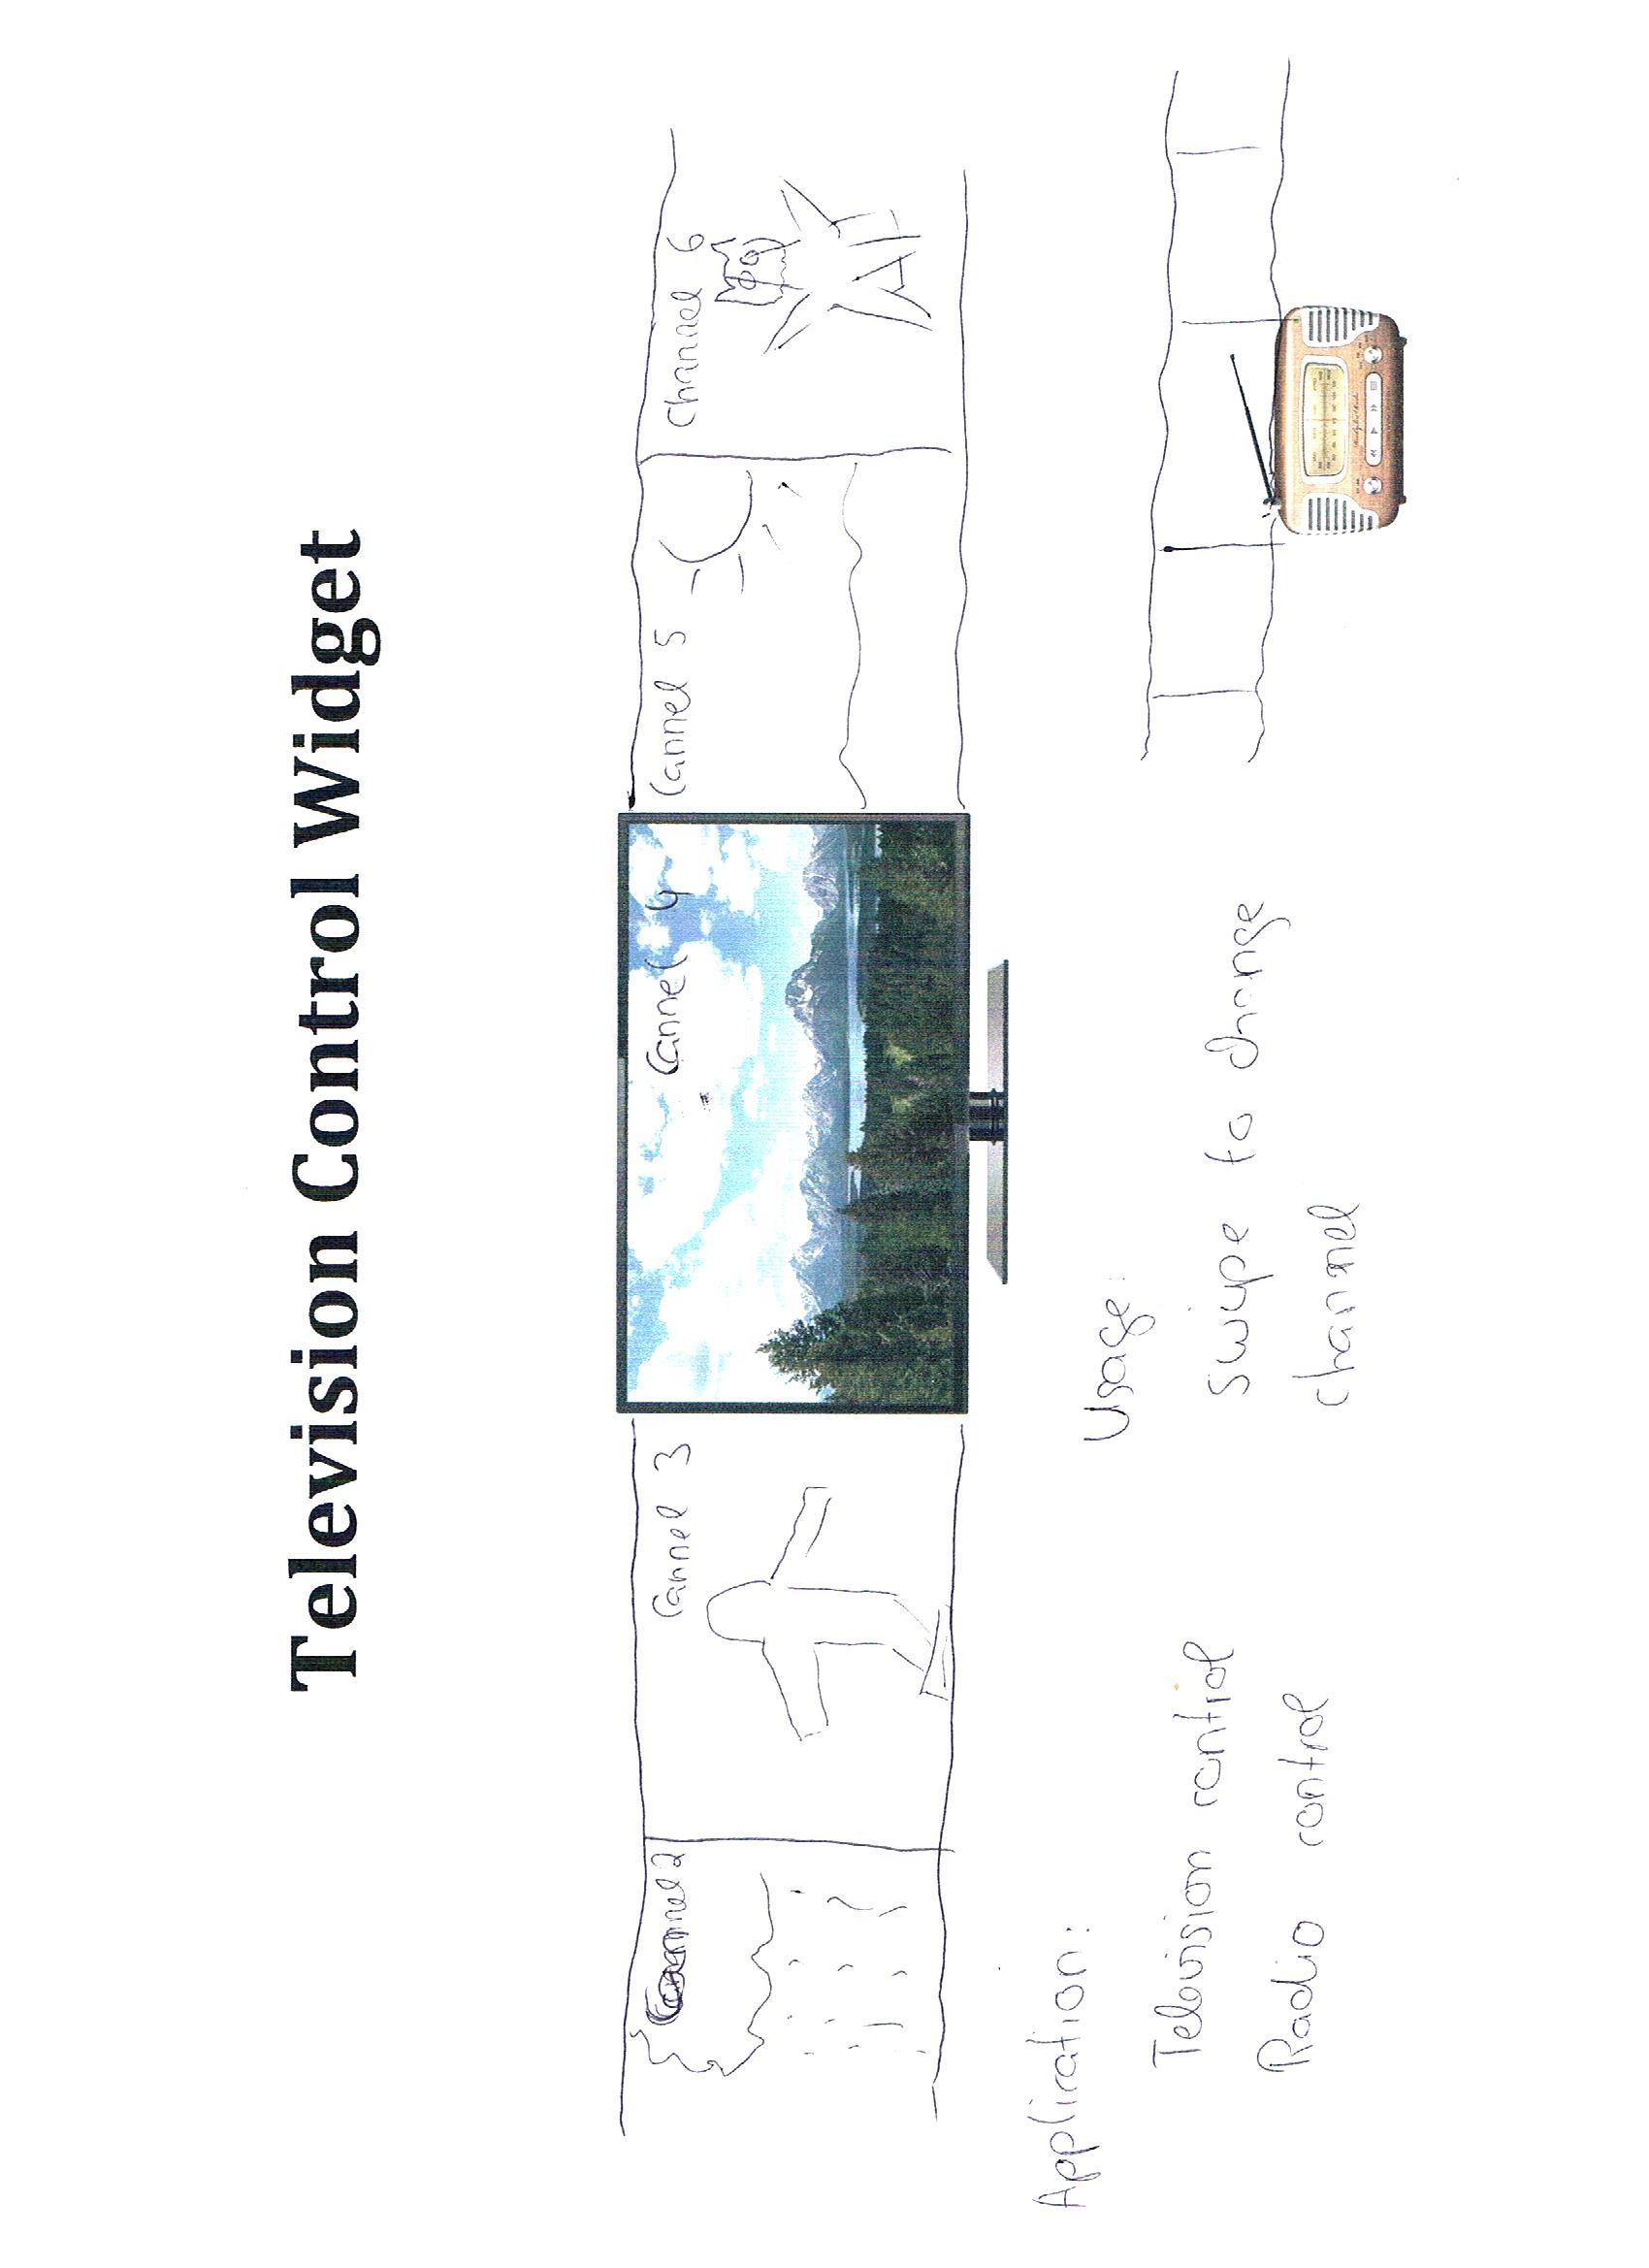 Television Control Widget
Cannel 2
Cannel 3
Cannel 4
Cannel 5
Channel 6
Application:
Television control
Radio control
Usage:
swipe to change
channel